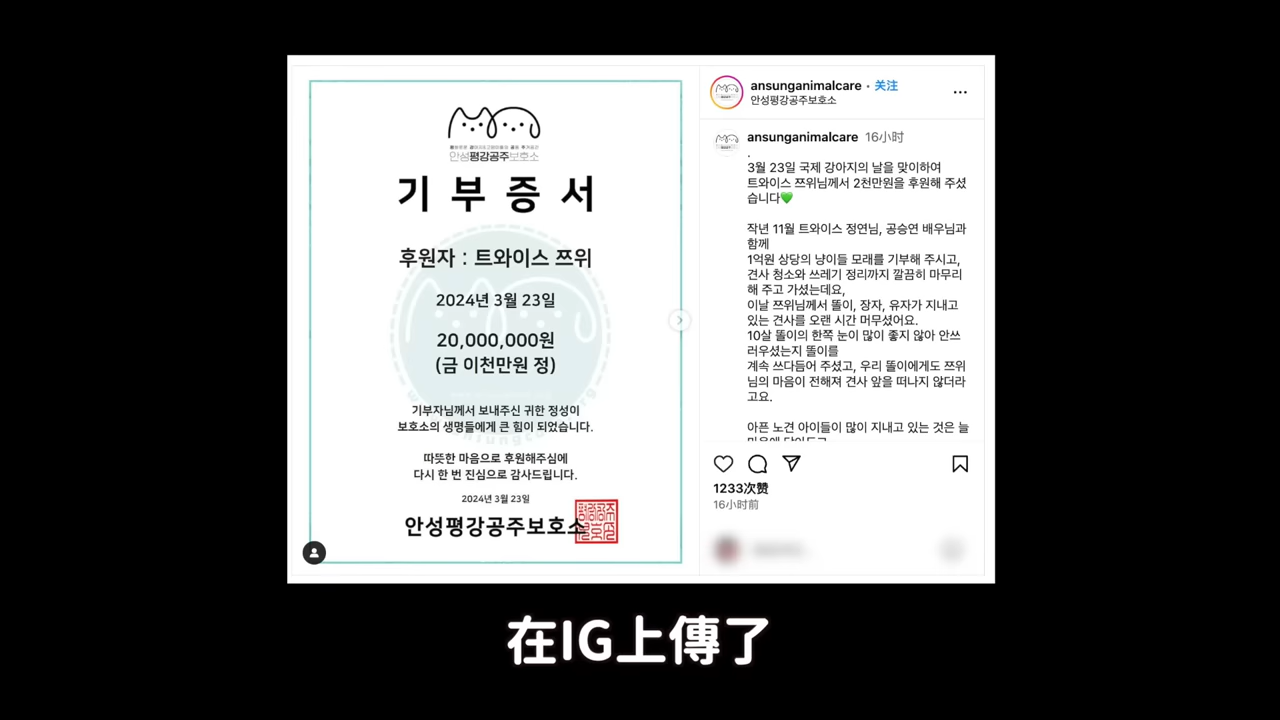 안성평강공주보호소
기부증서
후원자 : 트와이스 쯔위
2024년 3월 23일
20,000,000원
(금 이천만원 정)
기부자님께서 보내주신 귀한 정성이
보호소의 생명들에게 큰 힘이 되었습니다.
따뜻한 마음으로 후원해주심에
다시 한 번 진심으로 감사드립니다.
2024년 3월 23일
안성평강공주보호소
ansunganimalcare · 关注
안성평강공주보호소
ansunganimalcare 16小时
.
3월 23일 국제 강아지의 날을 맞이하여
트와이스 쯔위님께서 2천만원을 후원해 주셨
습니다💚
작년 11월 트와이스 정연님, 공승연 배우님과
함께
1억원 상당의 냥이들 모래를 기부해 주시고,
견사 청소와 쓰레기 정리까지 깔끔히 마무리
해 주고 가셨는데요,
이날 쯔위님께서 똘이, 장자, 유자가 지내고
있는 견사를 오랜 시간 머무셨어요.
10살 똘이의 한쪽 눈이 많이 좋지 않아 안쓰
러우셨는지 똘이를
계속 쓰다듬어 주셨고, 우리 똘이에게도 쯔위
님의 마음이 전해져 견사 앞을 떠나지 않더라
고요.
아픈 노견 아이들이 많이 지내고 있는 것은 늘
1233次赞
16小时前
在IG上傳了